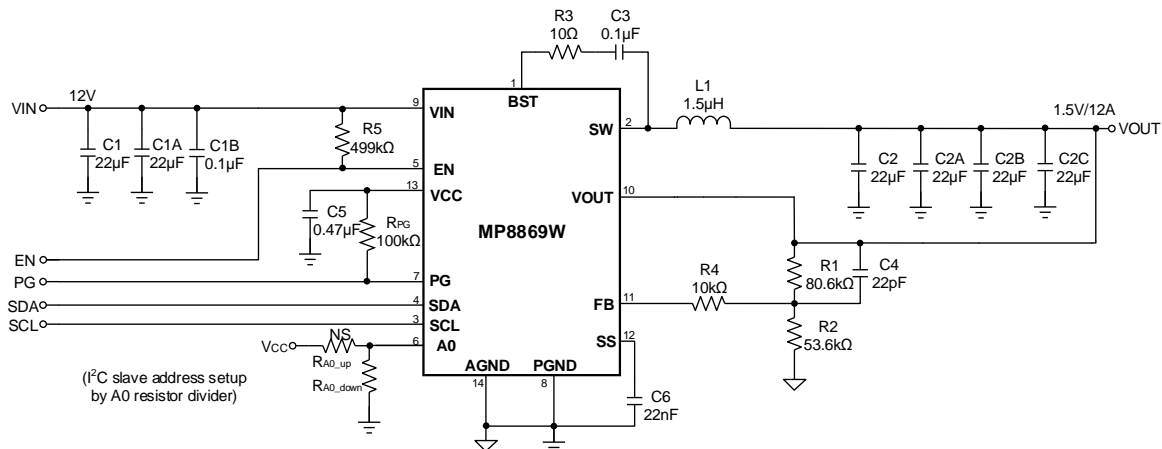 R3
10Ω
C3
0.1µF
1
BST
VIN
12V
9
VIN
L1
1.5µH
1.5V/12A
VOUT
SW
2
C1
22µF
C1A
22µF
C1B
0.1µF
R5
499kΩ
C2
22µF
C2A
22µF
C2B
22µF
C2C
22µF
5
EN
13
VCC
VOUT
10
C5
0.47µF
RPG
100kΩ
MP8869W
EN
PG
7
PG
R1
80.6kΩ
C4
22pF
R4
10kΩ
FB
11
SDA
4
SDA
SCL
3
SCL
R2
53.6kΩ
SS
12
VCC
NS
6
A0
RA0_up
RA0_down
AGND
14
PGND
8
C6
22nF
(I²C slave address setup
by A0 resistor divider)